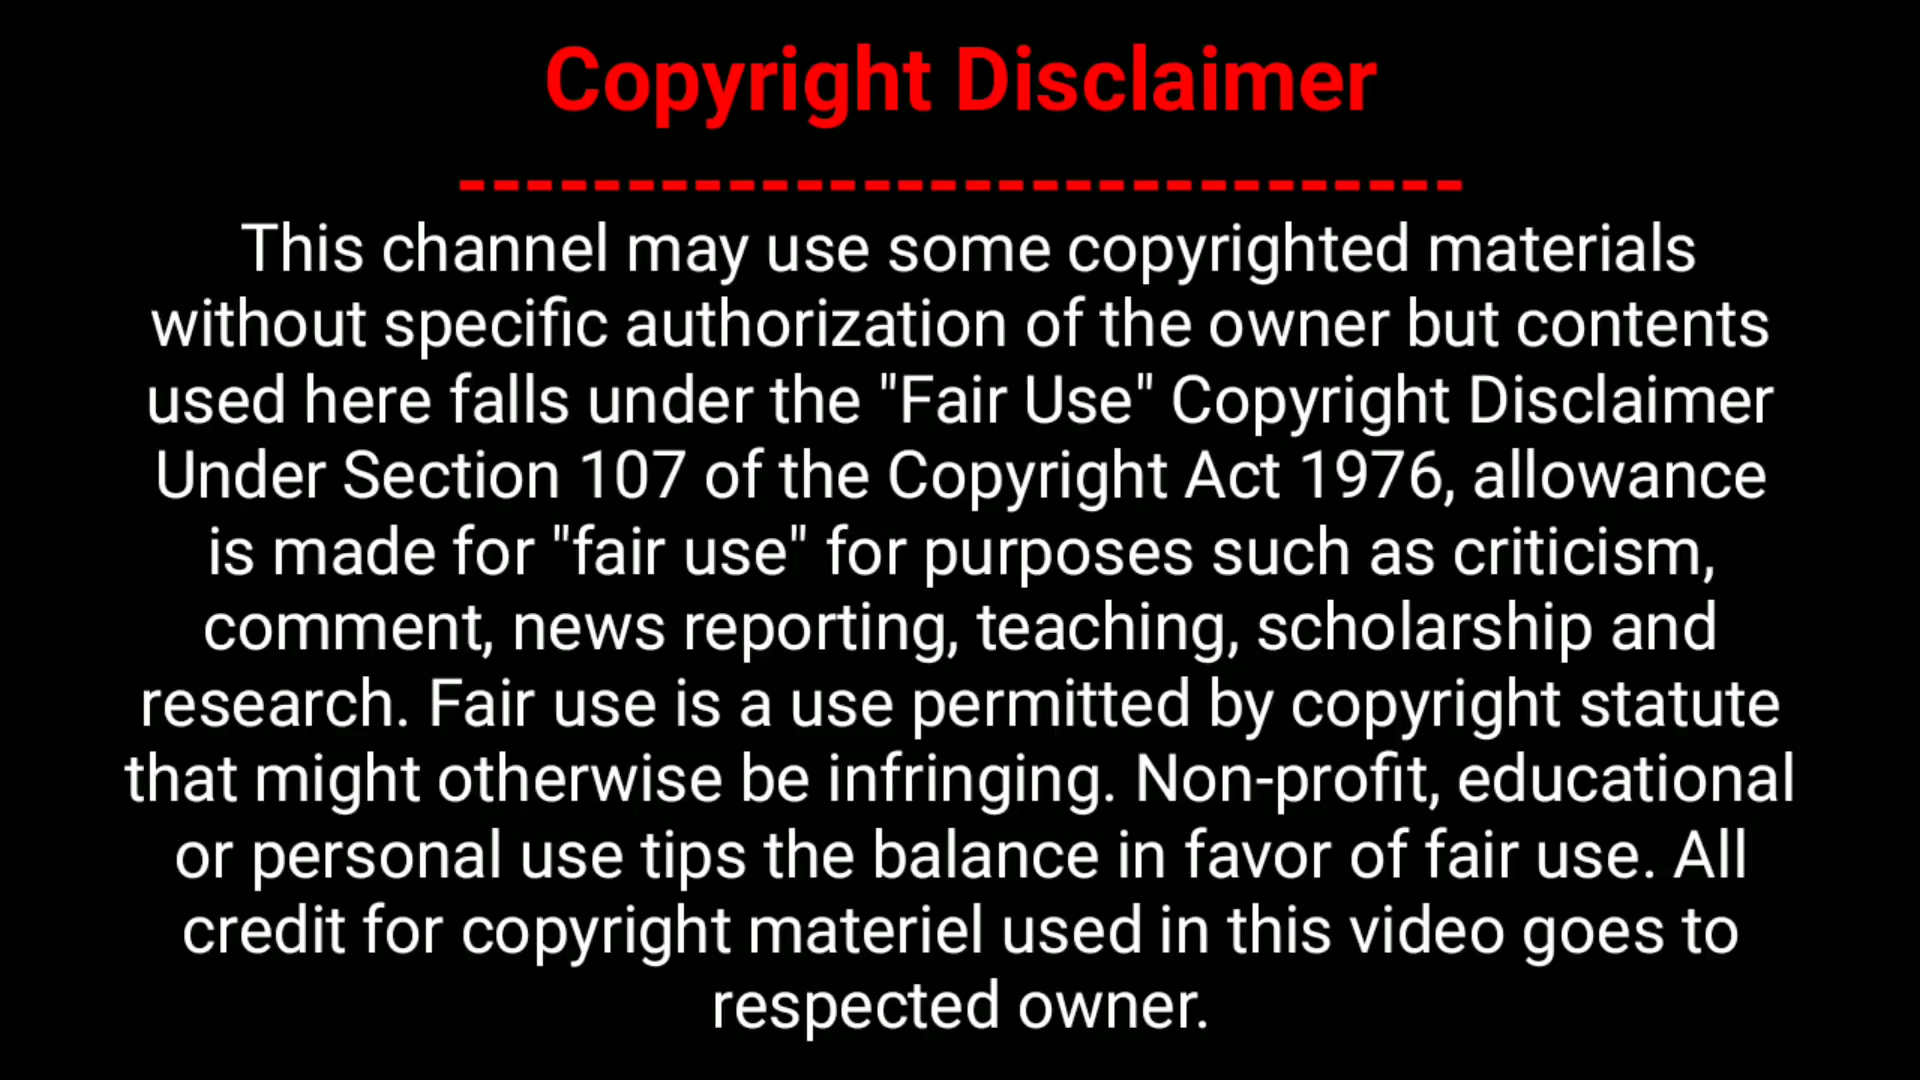 Copyright Disclaimer
------------------------------
This channel may use some copyrighted materials
without specific authorization of the owner but contents
used here falls under the "Fair Use" Copyright Disclaimer
Under Section 107 of the Copyright Act 1976, allowance
is made for "fair use" for purposes such as criticism,
comment, news reporting, teaching, scholarship and
research. Fair use is a use permitted by copyright statute
that might otherwise be infringing. Non-profit, educational
or personal use tips the balance in favor of fair use. All
credit for copyright materiel used in this video goes to
respected owner.